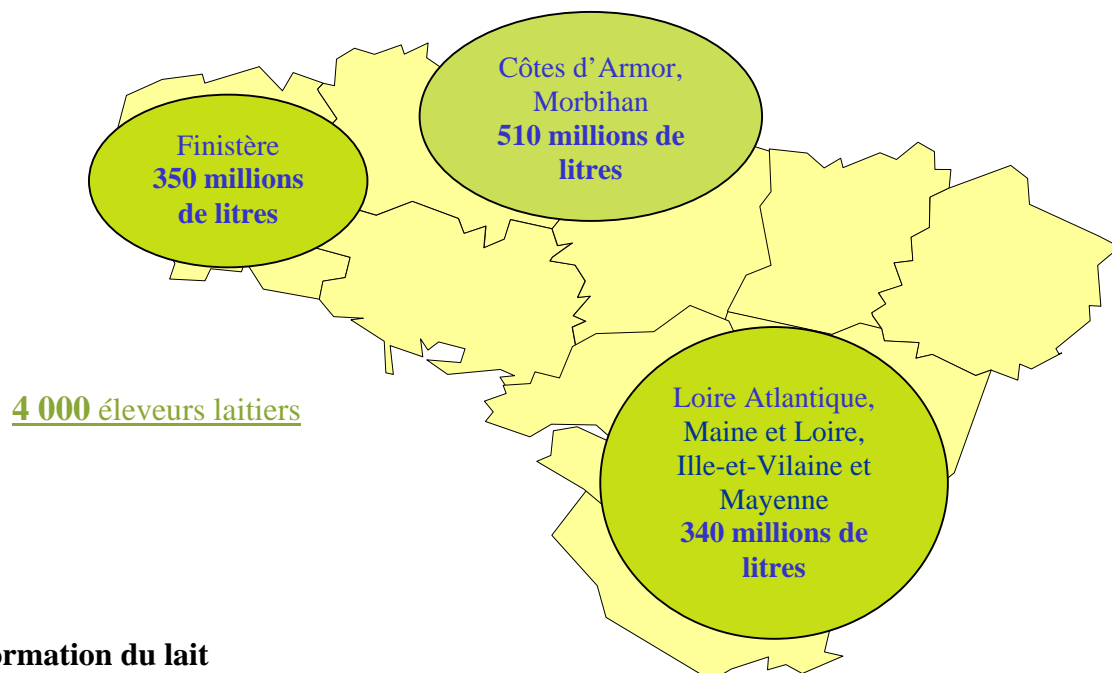 Côtes d’Armor,
Morbihan
510 millions de
litres
Finistère
350 millions
de litres
4 000 éleveurs laitiers
Loire Atlantique,
Maine et Loire,
Ille-et-Vilaine et
Mayenne
340 millions de
litres
ormation du lait